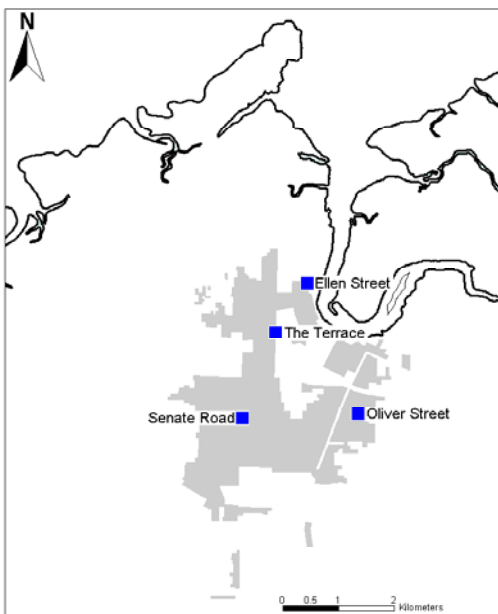 N
Ellen Street
The Terrace
Senate Road
Oliver Street
0 0.5 1 2
Kilometers